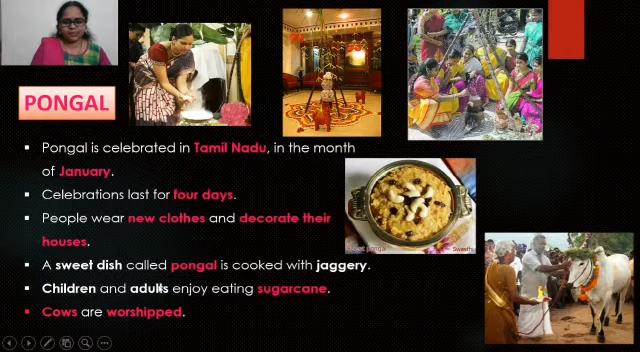 PONGAL
Pongal is celebrated in Tamil Nadu, in the month
of January.
Celebrations last for four days.
People wear new clothes and decorate their
houses.
A sweet dish called pongal is cooked with jaggery.
Children and adults enjoy eating sugarcane.
Cows are worshipped.
sweet pongal
Swasthi